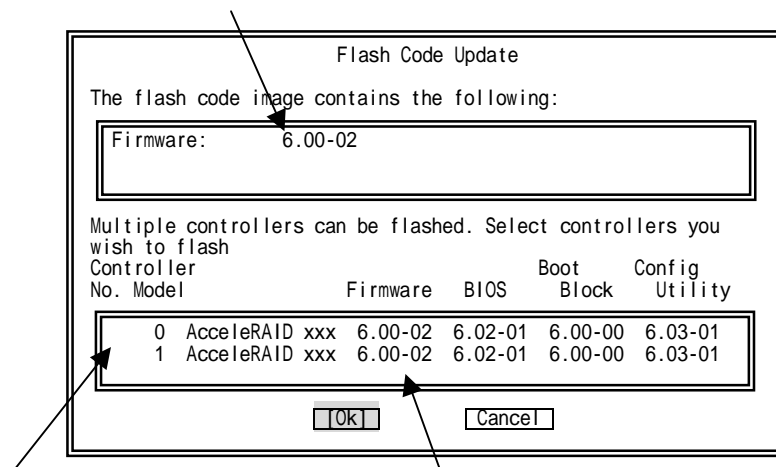 Flash Code Update
The flash code image contains the following:
Firmware: 6.00-02
Multiple controllers can be flashed. Select controllers you
wish to flash
Controller Boot Config
No. Model Firmware BIOS Block Utility
0 AcceleRAID xxx 6.00-02 6.02-01 6.00-00 6.03-01
1 AcceleRAID xxx 6.00-02 6.02-01 6.00-00 6.03-01
[Ok] Cancel